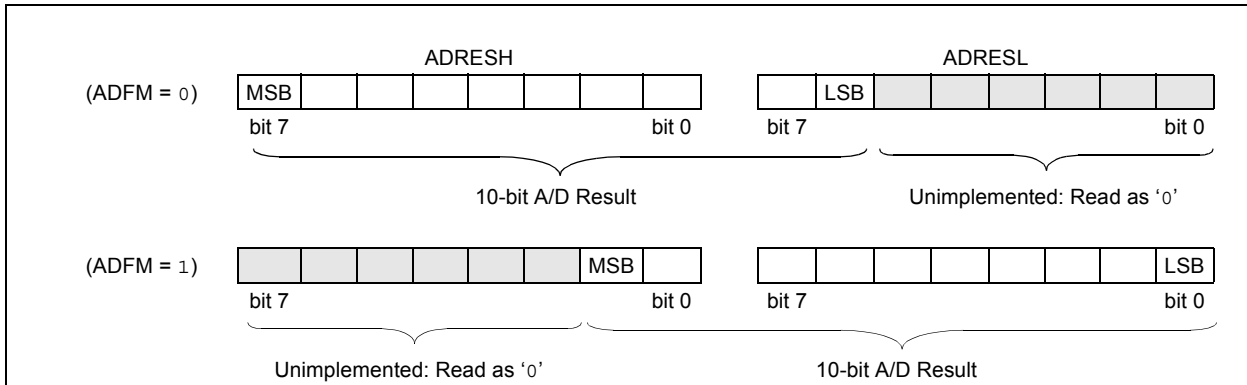 ADRESH ADRESL
(ADFM = 0) MSB LSB
bit 7 bit 0 bit 7 bit 0
10-bit A/D Result Unimplemented: Read as ‘0’
(ADFM = 1) MSB LSB
bit 7 bit 0 bit 7 bit 0
Unimplemented: Read as ‘0’ 10-bit A/D Result